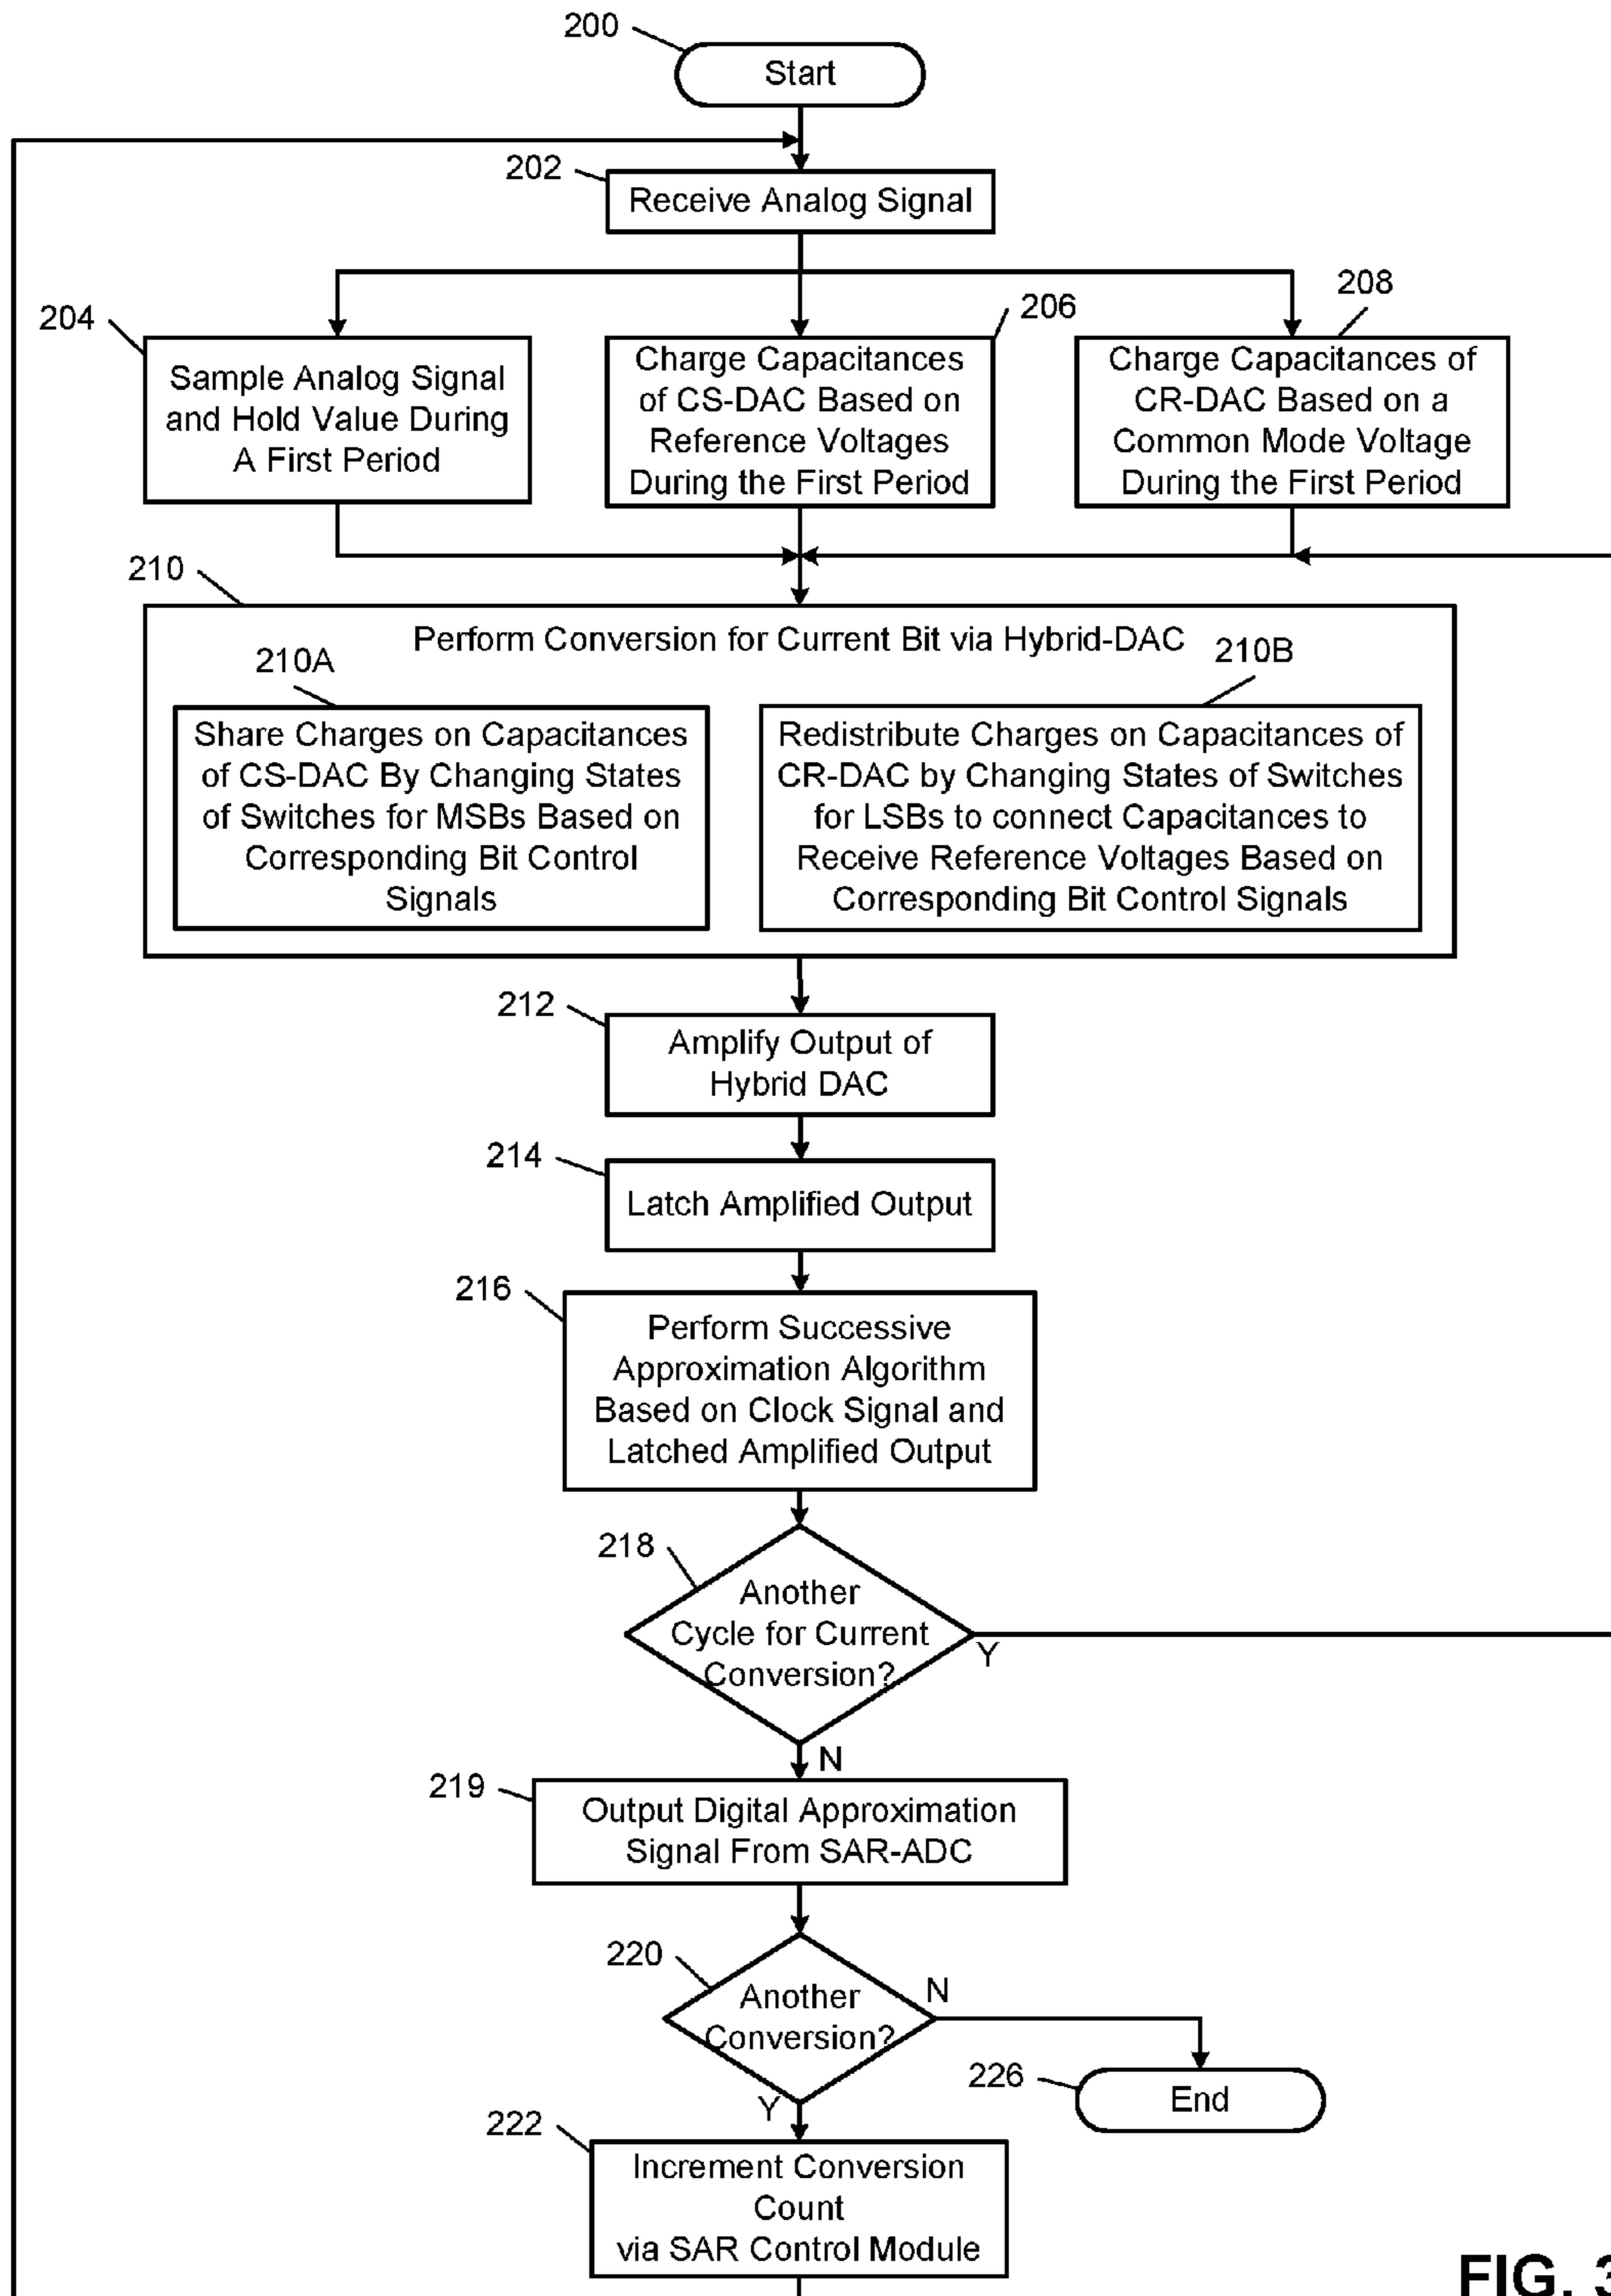 200
Start
202
Receive Analog Signal
204
Sample Analog Signal
and Hold Value During
A First Period
206
Charge Capacitances
of CS-DAC Based on
Reference Voltages
During the First Period
208
Charge Capacitances of
CR-DAC Based on a
Common Mode Voltage
During the First Period
210
Perform Conversion for Current Bit via Hybrid-DAC
210A
Share Charges on Capacitances
of CS-DAC By Changing States
of Switches for MSBs Based on
Corresponding Bit Control
Signals
210B
Redistribute Charges on Capacitances of
CR-DAC by Changing States of Switches
for LSBs to connect Capacitances to
Receive Reference Voltages Based on
Corresponding Bit Control Signals
212
Amplify Output of
Hybrid DAC
214
Latch Amplified Output
216
Perform Successive
Approximation Algorithm
Based on Clock Signal and
Latched Amplified Output
218
Another
Cycle for Current
Conversion?
Y
N
219
Output Digital Approximation
Signal From SAR-ADC
220
Another
Conversion?
N
Y
226
End
222
Increment Conversion
Count
via SAR Control Module
FIG. 3